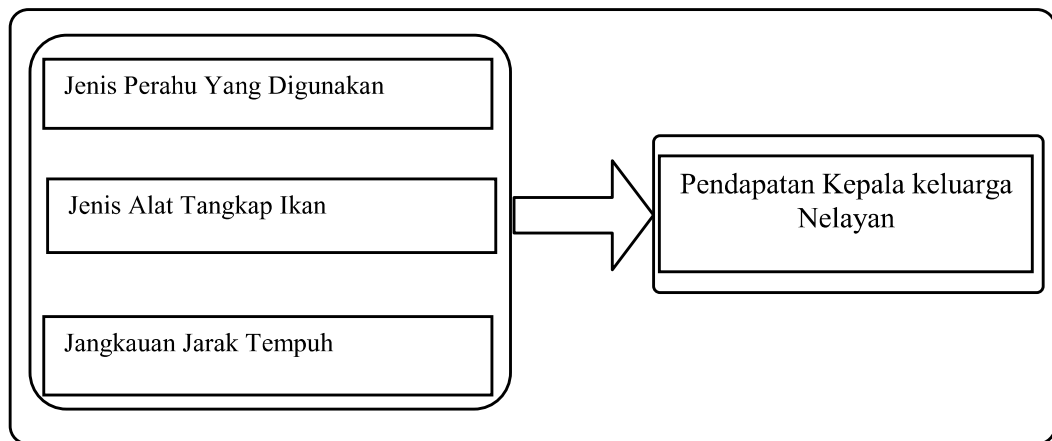 Jenis Perahu Yang Digunakan
Jenis Alat Tangkap Ikan
Jangkauan Jarak Tempuh
Pendapatan Kepala keluarga
Nelayan